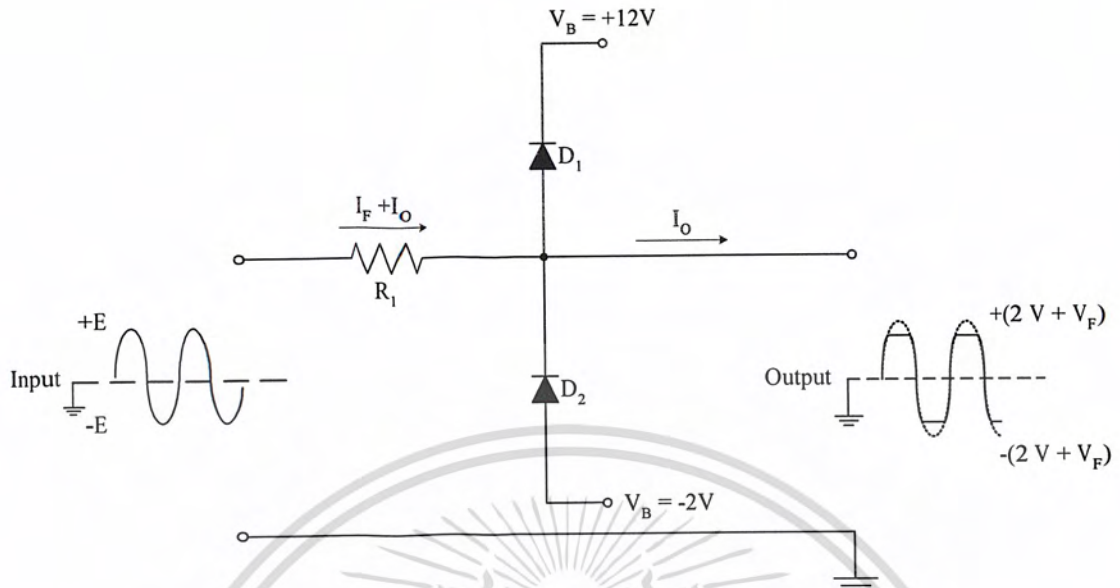 V_B = +12V
D_1
I_F +I_O
I_O
R_1
+E
+(2 V + V_F)
Input
Output
D_2
-E
-(2 V + V_F)
V_B = -2V